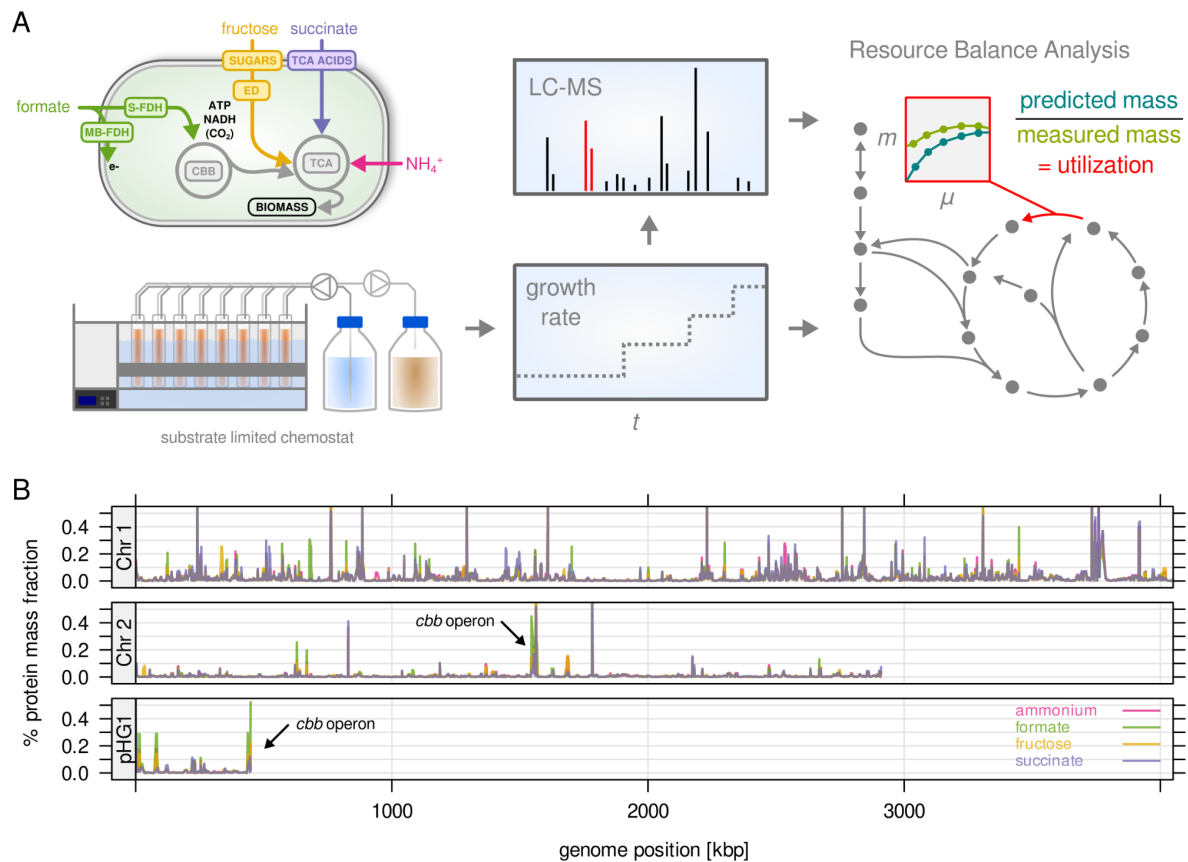 A
fructose
succinate
SUGARS
TCA ACIDS
ED
formate
S-FDH
MB-FDH
ATP
NADH
(CO₂)
e-
CBB
TCA
NH₄⁺
BIOMASS
substrate limited chemostat
LC-MS
growth
rate
t
Resource Balance Analysis
m
μ
predicted mass
measured mass
= utilization
B
% protein mass fraction
Chr 1
0.4
0.2
0.0
Chr 2
0.4
0.2
0.0
cbb operon
pHG1
0.4
0.2
0.0
cbb operon
ammonium
formate
fructose
succinate
0
1000
2000
3000
genome position [kbp]